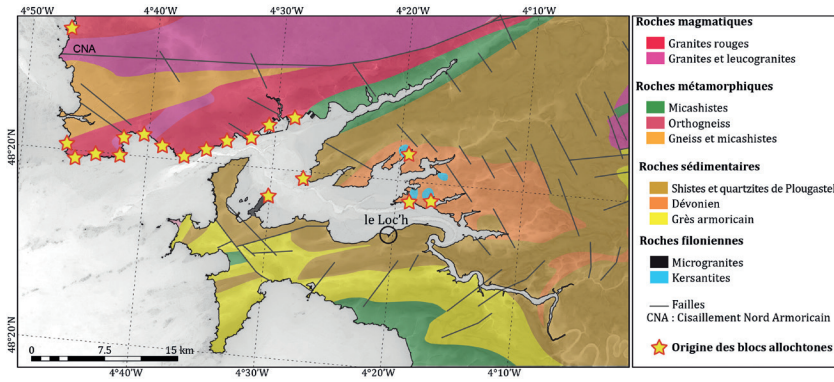 4°50'W
4°40'W
4°30'W
4°20'W
4°10'W
CNA
48°20'N
le Loc'h
48°20'N
0
7.5
15 km
4°40'W
4°30'W
4°20'W
4°10'W
Roches magmatiques
Granites rouges
Granites et leucogranites
Roches métamorphiques
Micashistes
Orthogneiss
Gneiss et micashistes
Roches sédimentaires
Shistes et quartzites de Plougastel
Dévonien
Grès armoricain
Roches filoniennes
Microgranites
Kersantites
Failles
CNA : Cisaillement Nord Armoricain
Origine des blocs allochtones